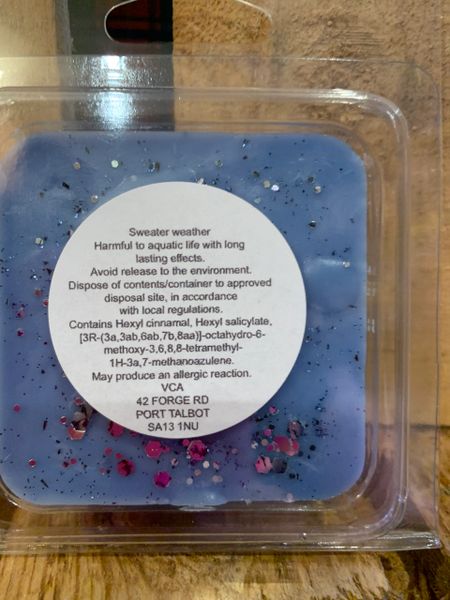 Sweater weather
Harmful to aquatic life with long
lasting effects.
Avoid release to the environment.
Dispose of contents/container to approved
disposal site, in accordance
with local regulations.
Contains Hexyl cinnamal, Hexyl salicylate,
[3R-(3a,3ab,6ab,7b,8aa)]-octahydro-6-
methoxy-3,6,8,8-tetramethyl-
1H-3a,7-methanoazulene.
May produce an allergic reaction.
VCA
42 FORGE RD
PORT TALBOT
SA13 1NU